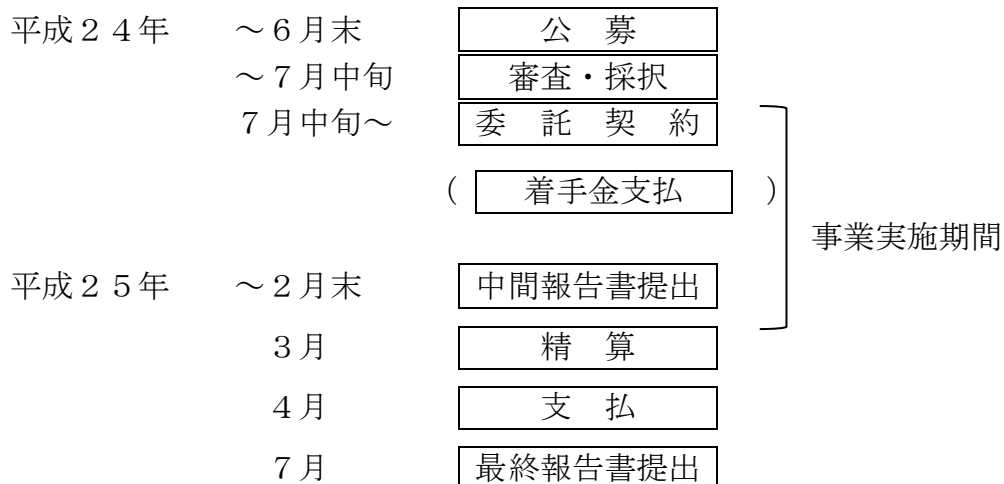 平成２４年 ～６月末 公 募
～７月中旬 審査・採択
７月中旬～ 委 託 契 約
（ 着手金支払 ）
事業実施期間
平成２５年 ～２月末 中間報告書提出
３月 精 算
４月 支 払
７月 最終報告書提出